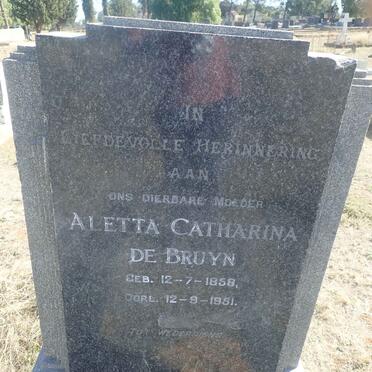 IN
LIEFDEVOLLE HERINNERING
AAN
ONS DIERBARE MOEDER
ALETTA CATHARINA
DE BRUYN
GEB. 12-7-1858,
OORL. 12-9-1951.
TOT WEDERSIENS